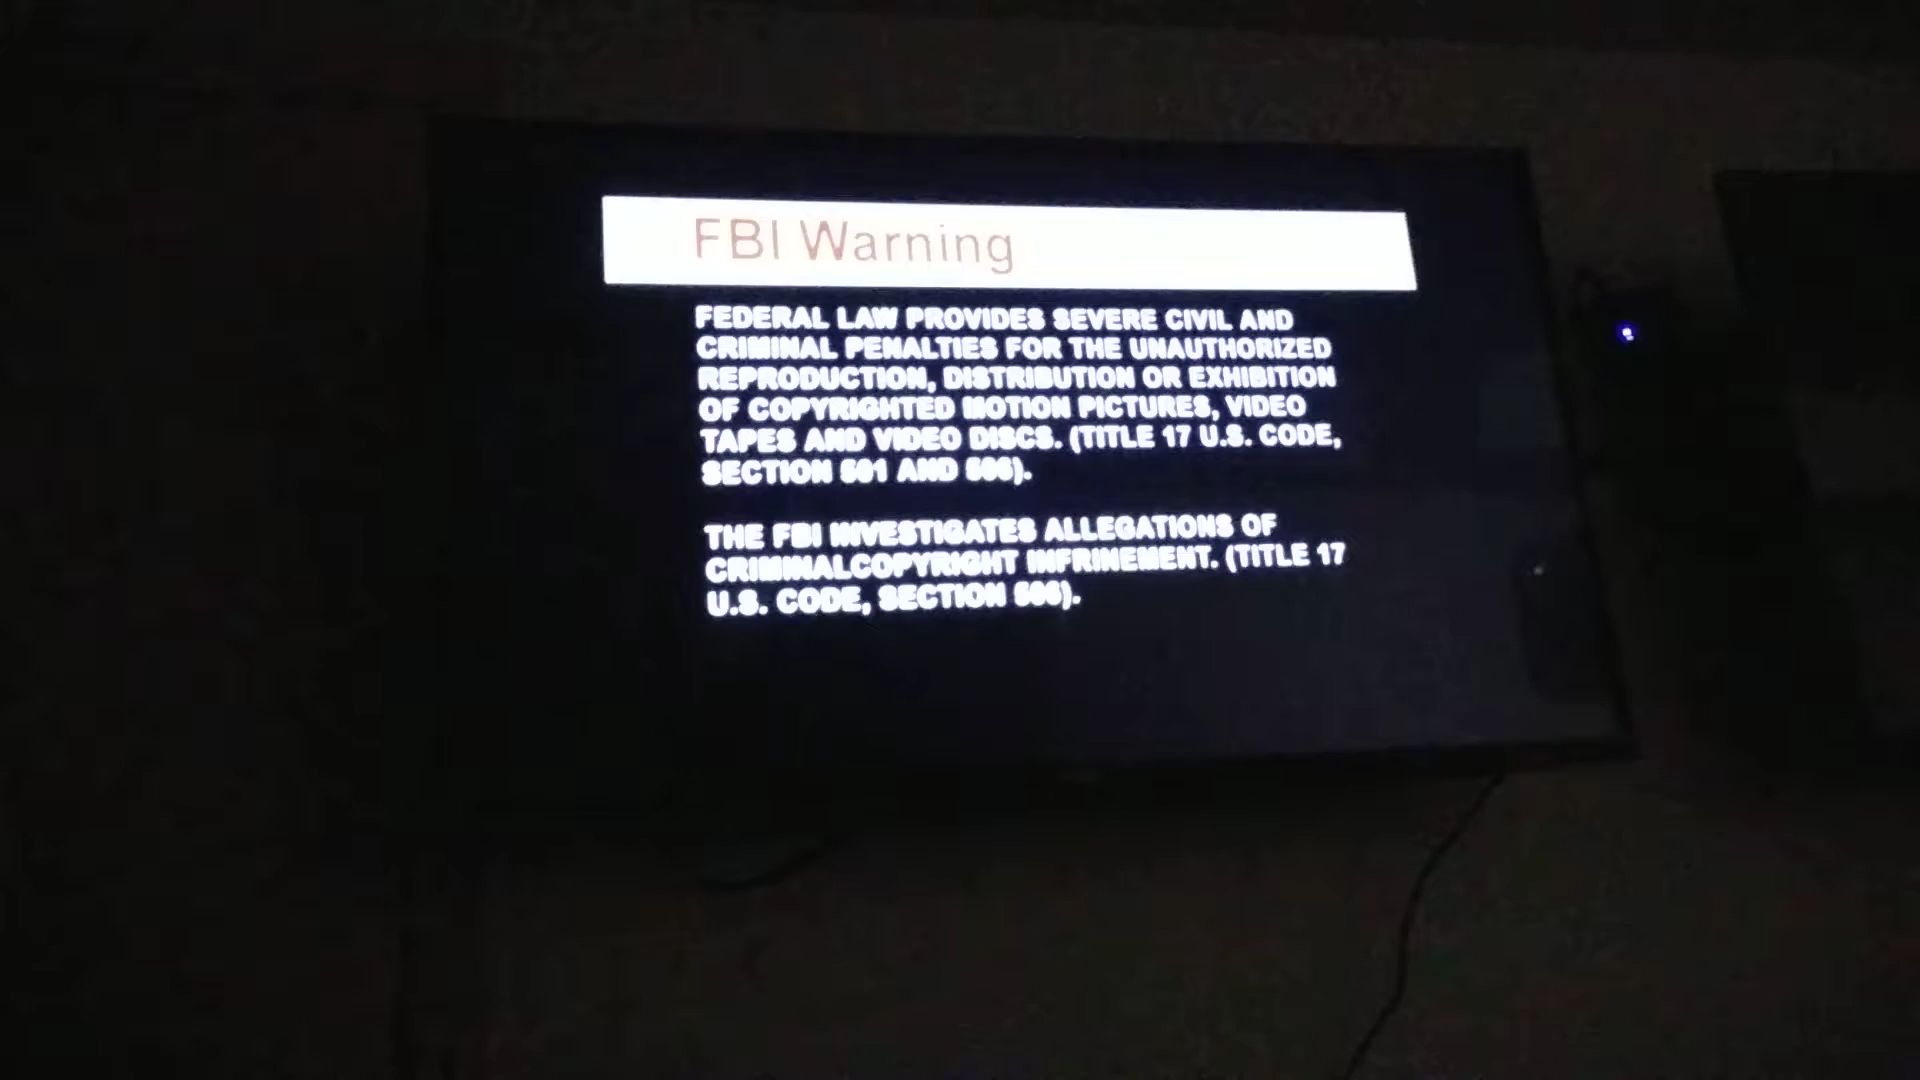 FBI Warning
FEDERAL LAW PROVIDES SEVERE CIVIL AND
CRIMINAL PENALTIES FOR THE UNAUTHORIZED
REPRODUCTION, DISTRIBUTION OR EXHIBITION
OF COPYRIGHTED MOTION PICTURES, VIDEO
TAPES AND VIDEO DISCS. (TITLE 17 U.S. CODE,
SECTION 501 AND 506).
THE FBI INVESTIGATES ALLEGATIONS OF
CRIMINALCOPYRIGHT INFRINEMENT. (TITLE 17
U.S. CODE, SECTION 506).